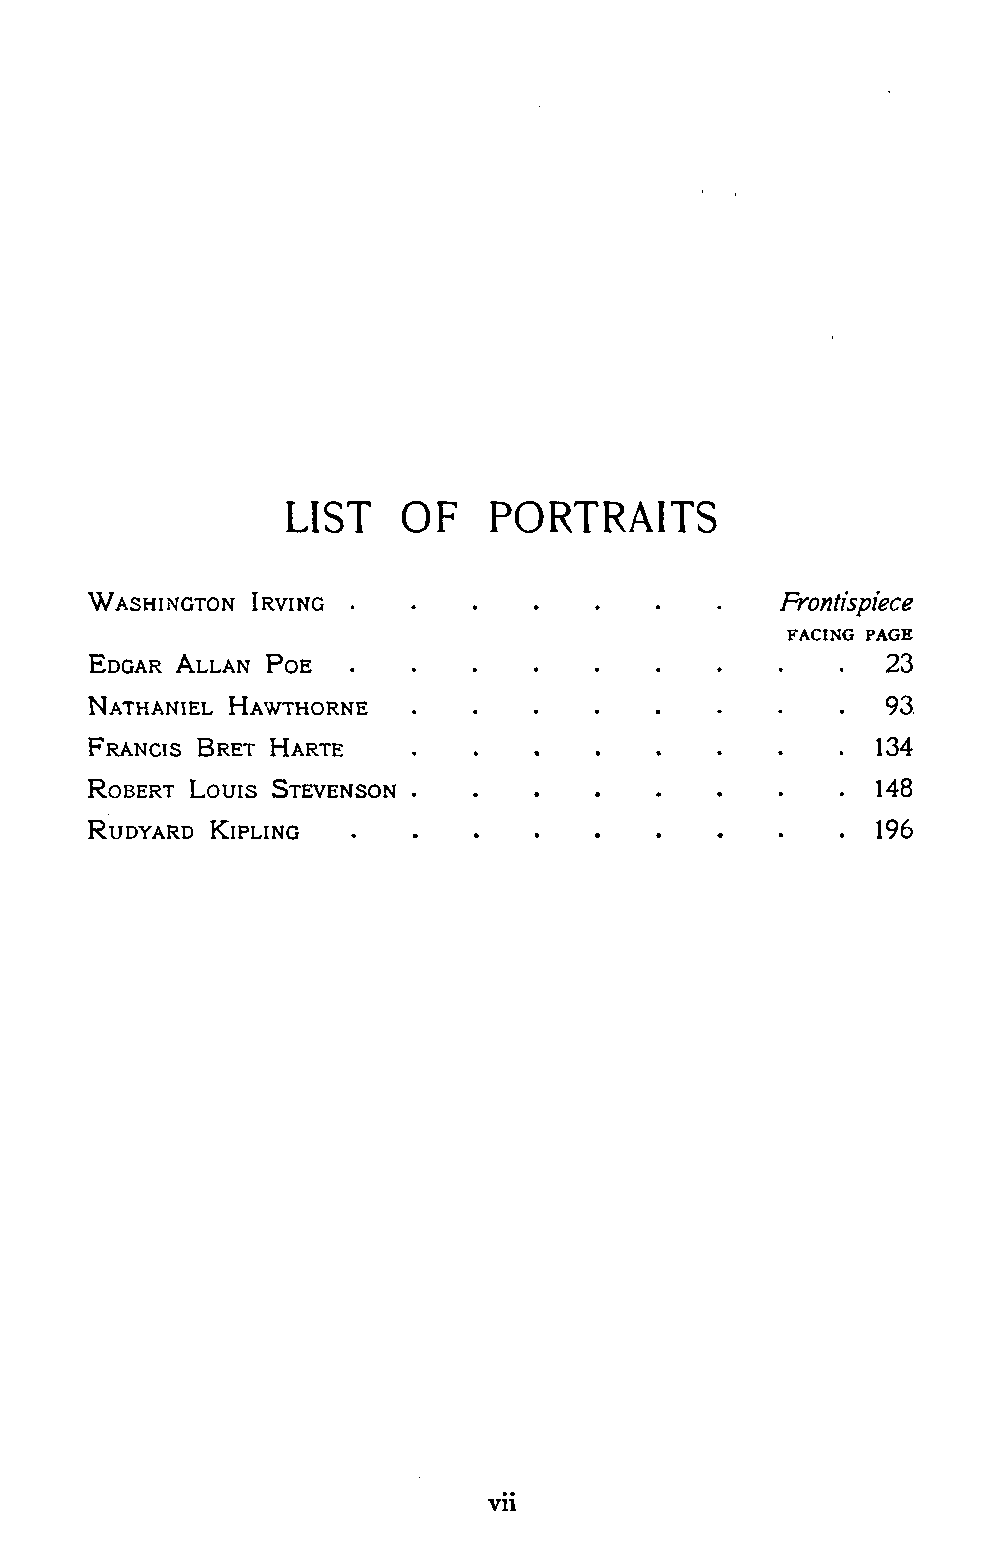 LIST OF PORTRAITS
WASHINGTON IRVING . . . . . . . Frontispiece
FACING PAGE
EDGAR ALLAN POE . . . . . . . . . 23
NATHANIEL HAWTHORNE . . . . . . . . 93
FRANCIS BRET HARTE . . . . . . . . 134
ROBERT LOUIS STEVENSON . . . . . . . . 148
RUDYARD KIPLING . . . . . . . . . 196
vii